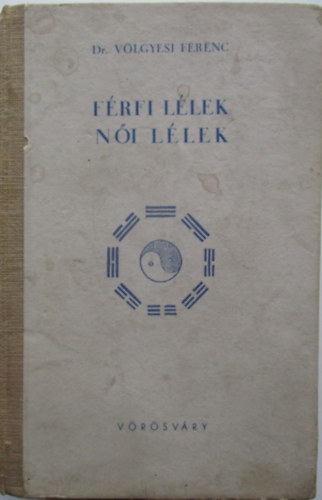 Dr. VÖLGYESI FERENC
FÉRFI LÉLEK
NŐI LÉLEK
VÖRÖSVÁRY